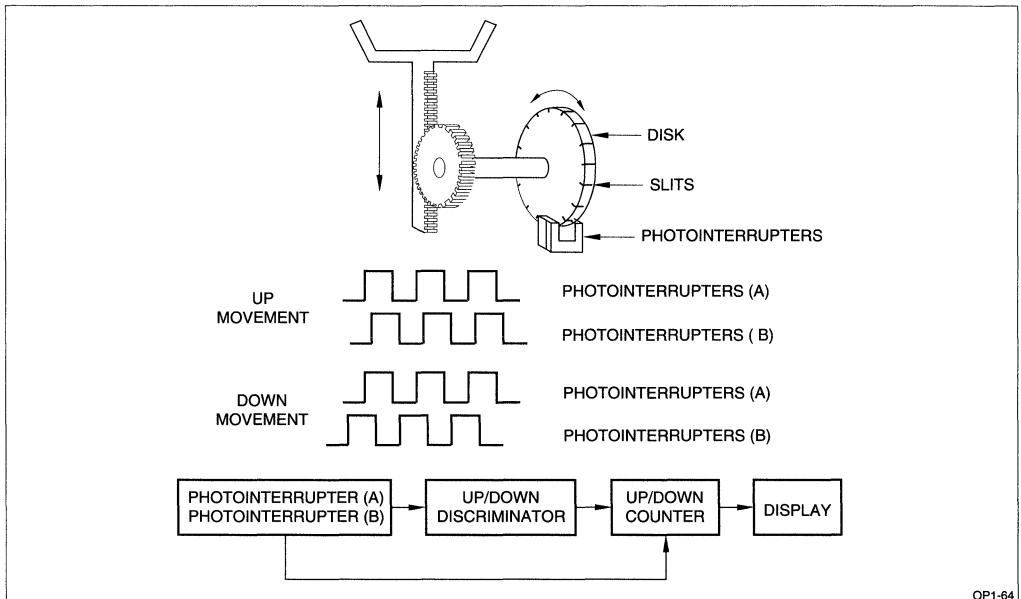 DISK
SLITS
PHOTOINTERRUPTERS
UP
MOVEMENT
PHOTOINTERRUPTERS (A)
PHOTOINTERRUPTERS ( B)
DOWN
MOVEMENT
PHOTOINTERRUPTERS (A)
PHOTOINTERRUPTERS (B)
PHOTOINTERRUPTER (A)
PHOTOINTERRUPTER (B)
UP/DOWN
DISCRIMINATOR
UP/DOWN
COUNTER
DISPLAY
OP1-64